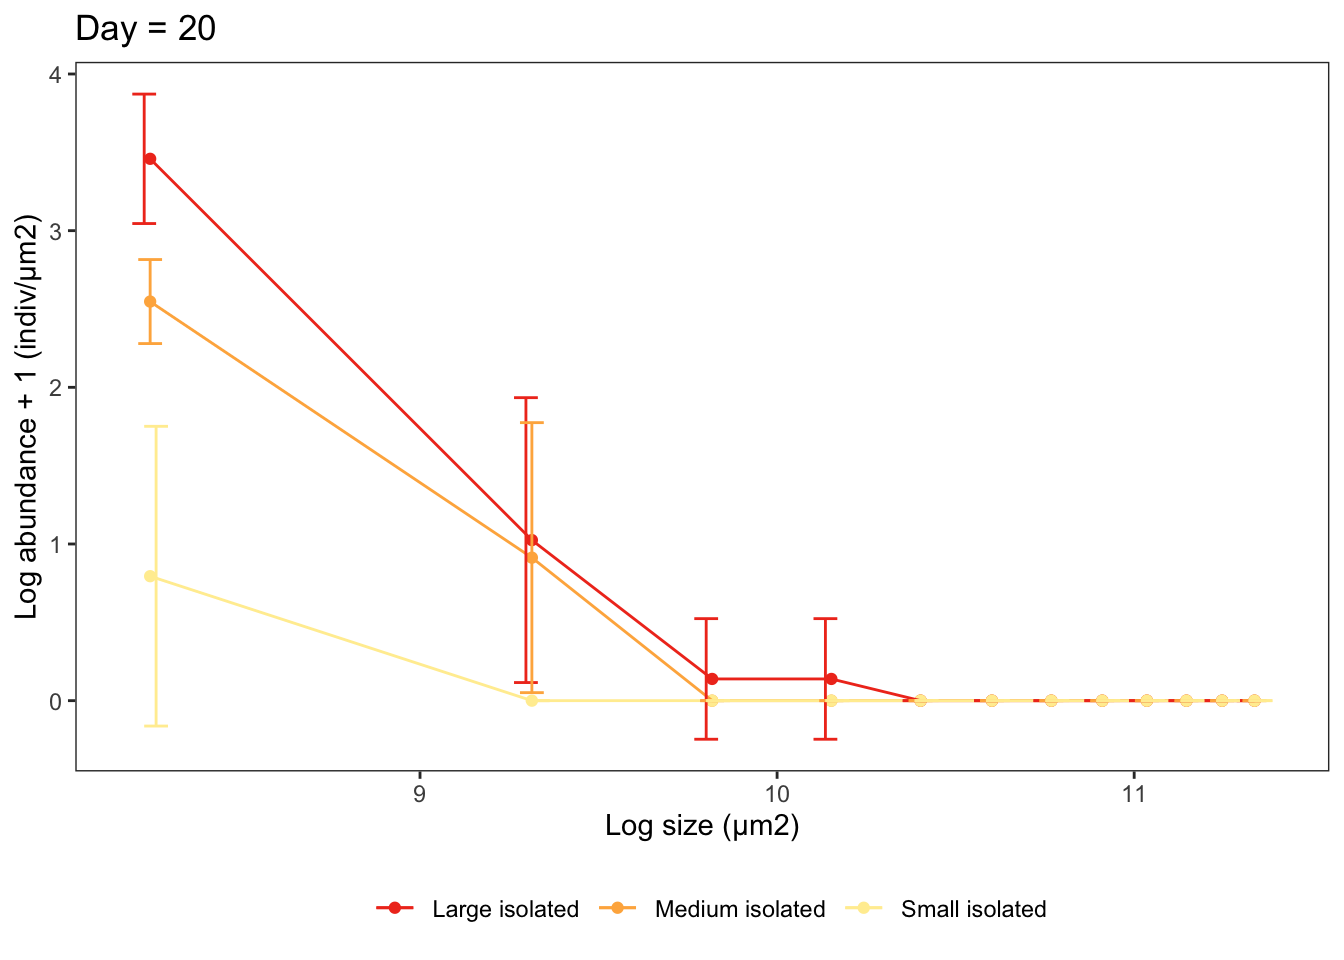 Day = 20
Log abundance + 1 (indiv/µm2)
4
3
2
1
0
9 10 11
Log size (µm2)
Large isolated Medium isolated Small isolated